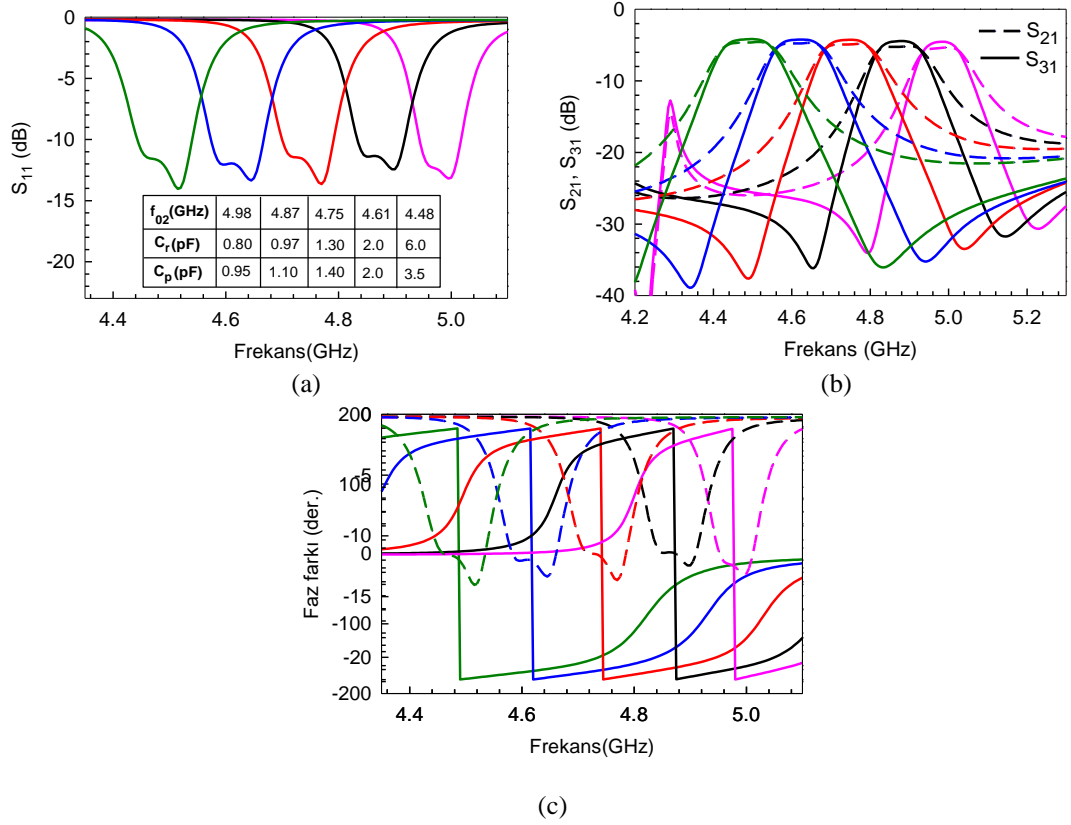 0
-5
-10
-15
-20
S11 (dB)
f02(GHz) 4.98 4.87 4.75 4.61 4.48
Cr(pF) 0.80 0.97 1.30 2.0 6.0
Cp(pF) 0.95 1.10 1.40 2.0 3.5
4.4 4.6 4.8 5.0
Frekans(GHz)
(a)
0
-10
-20
-30
-40
S21, S31 (dB)
S21
S31
4.2 4.4 4.6 4.8 5.0 5.2
Frekans (GHz)
(b)
200
0
-5
100
-10
0
-15
-100
-20
-200
Faz farkı (der.)
4.4 4.6 4.8 5.0
Frekans(GHz)
(c)